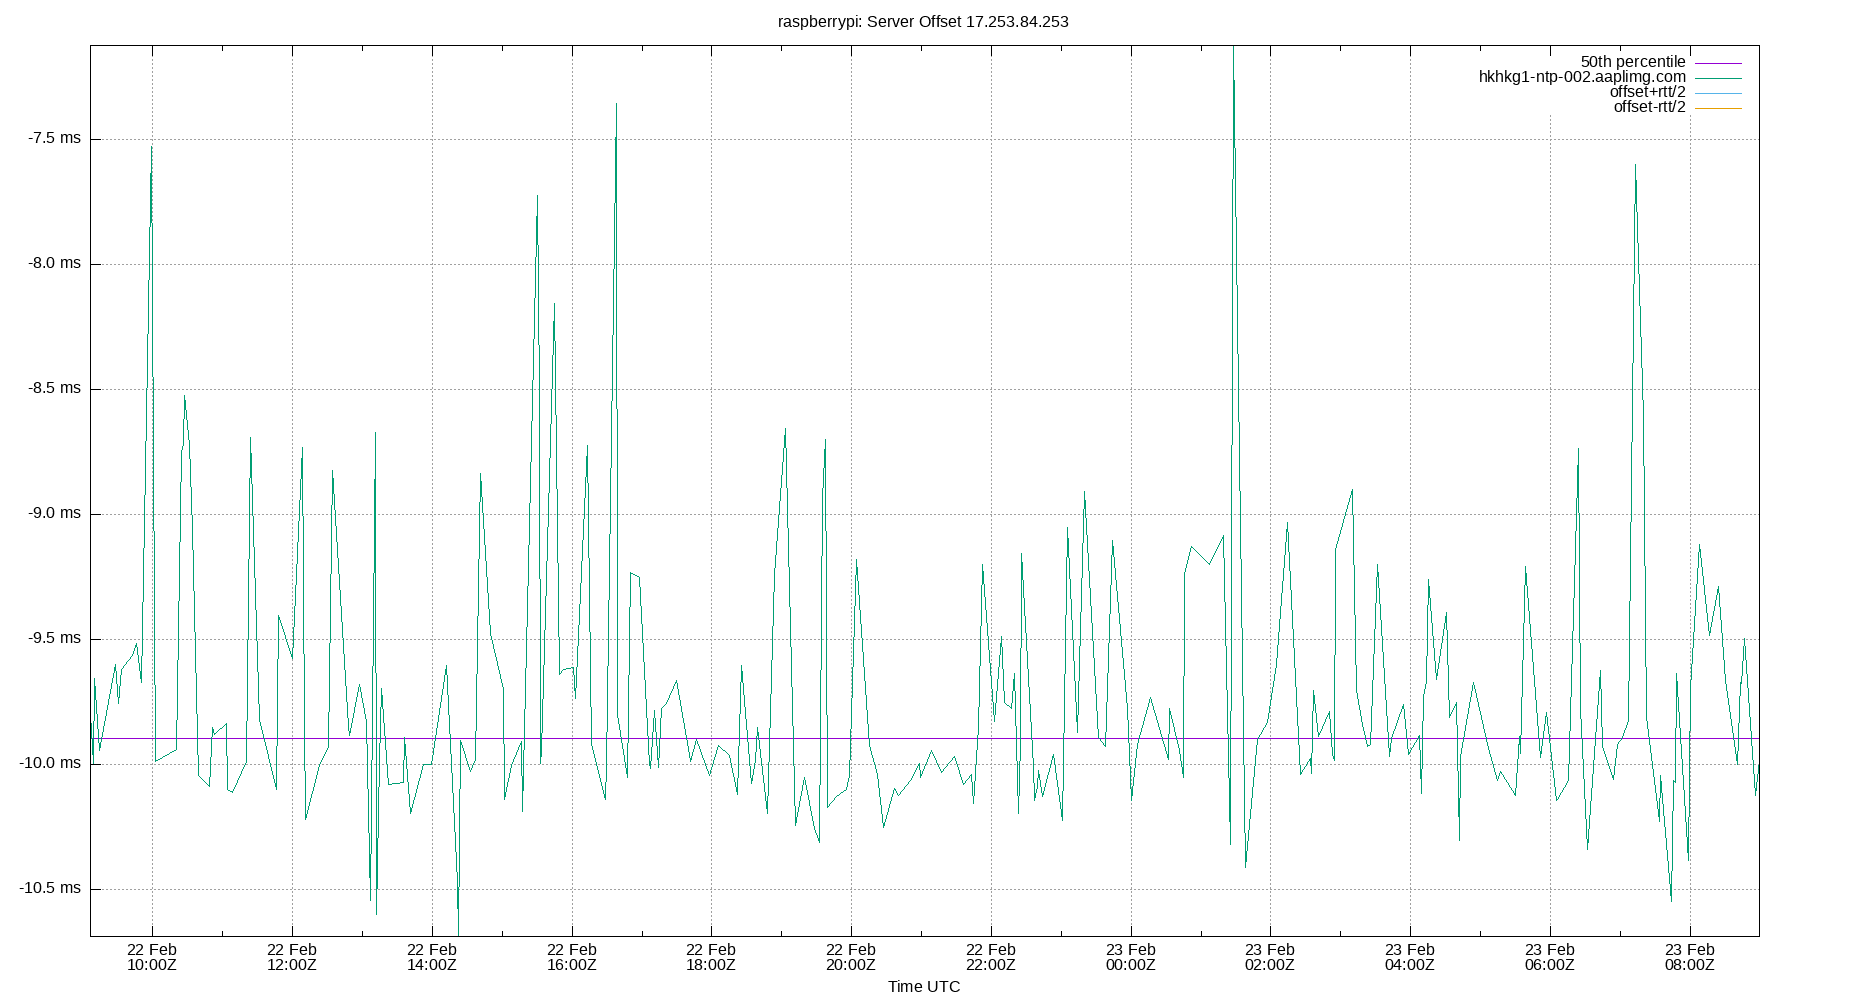 raspberrypi: Server Offset 17.253.84.253
50th percentile
hkhkg1-ntp-002.aaplimg.com
offset+rtt/2
offset-rtt/2
-7.5 ms
-8.0 ms
-8.5 ms
-9.0 ms
-9.5 ms
-10.0 ms
-10.5 ms
22 Feb 22 Feb 22 Feb 22 Feb 22 Feb 22 Feb 22 Feb 23 Feb 23 Feb 23 Feb 23 Feb 23 Feb
10:00Z 12:00Z 14:00Z 16:00Z 18:00Z 20:00Z 22:00Z 00:00Z 02:00Z 04:00Z 06:00Z 08:00Z
Time UTC